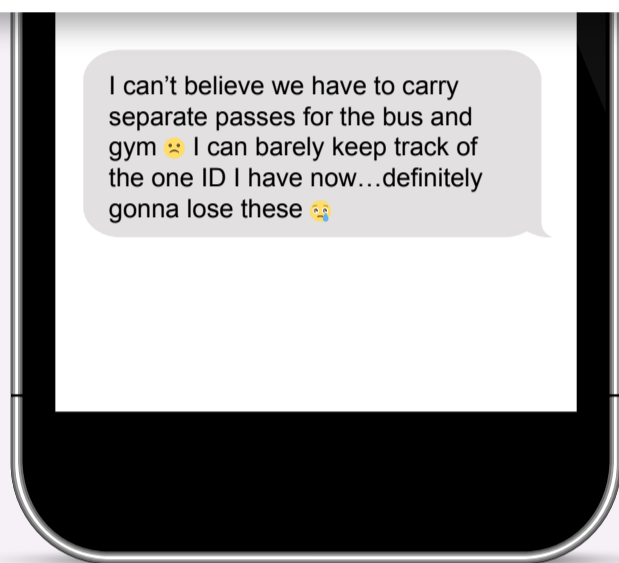 I can’t believe we have to carry
separate passes for the bus and
gym 🙁 I can barely keep track of
the one ID I have now…definitely
gonna lose these 😢